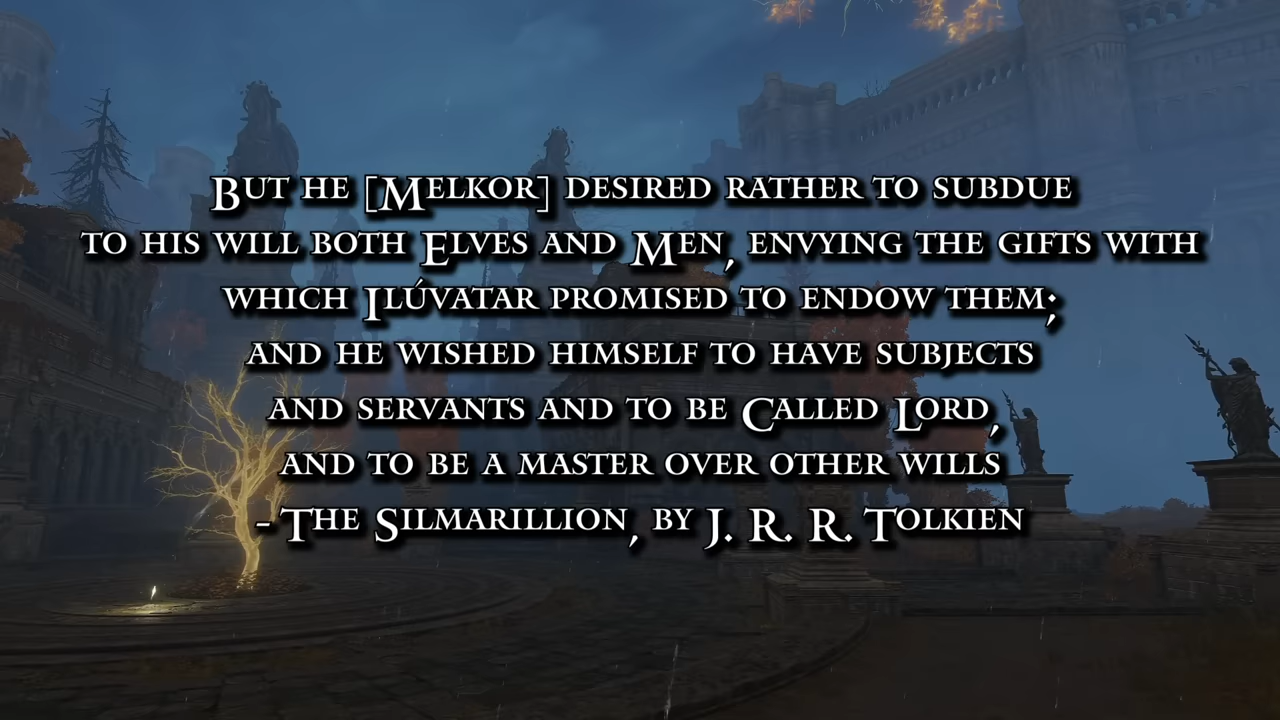 But he [Melkor] desired rather to subdue
to his will both Elves and Men, envying the gifts with
which Ilúvatar promised to endow them;
and he wished himself to have subjects
and servants and to be Called Lord,
and to be a master over other wills
- The Silmarillion, by J. R. R. Tolkien